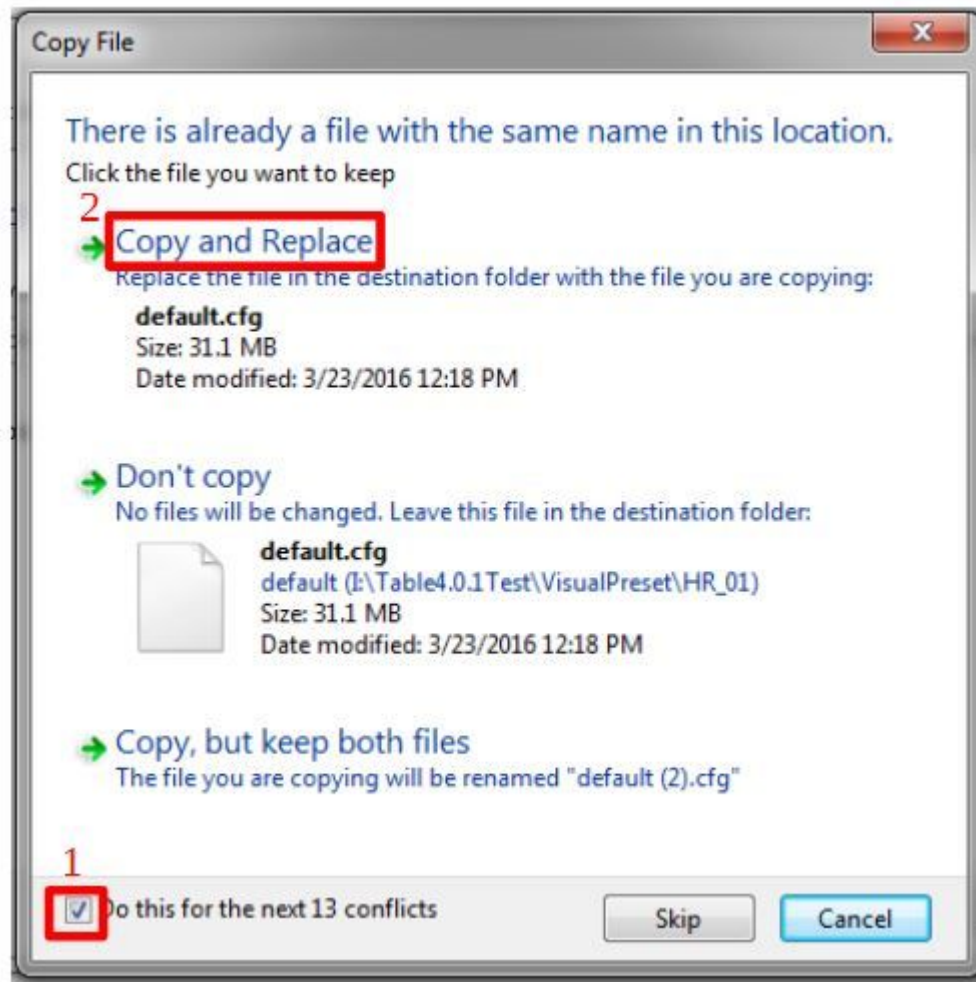 Copy File
There is already a file with the same name in this location.
Click the file you want to keep
2
Copy and Replace
Replace the file in the destination folder with the file you are copying:
default.cfg
Size: 31.1 MB
Date modified: 3/23/2016 12:18 PM
Don't copy
No files will be changed. Leave this file in the destination folder:
default.cfg
default (I:\Table4.0.1Test\VisualPreset\HR_01)
Size: 31.1 MB
Date modified: 3/23/2016 12:18 PM
Copy, but keep both files
The file you are copying will be renamed "default (2).cfg"
1
Do this for the next 13 conflicts
Skip
Cancel